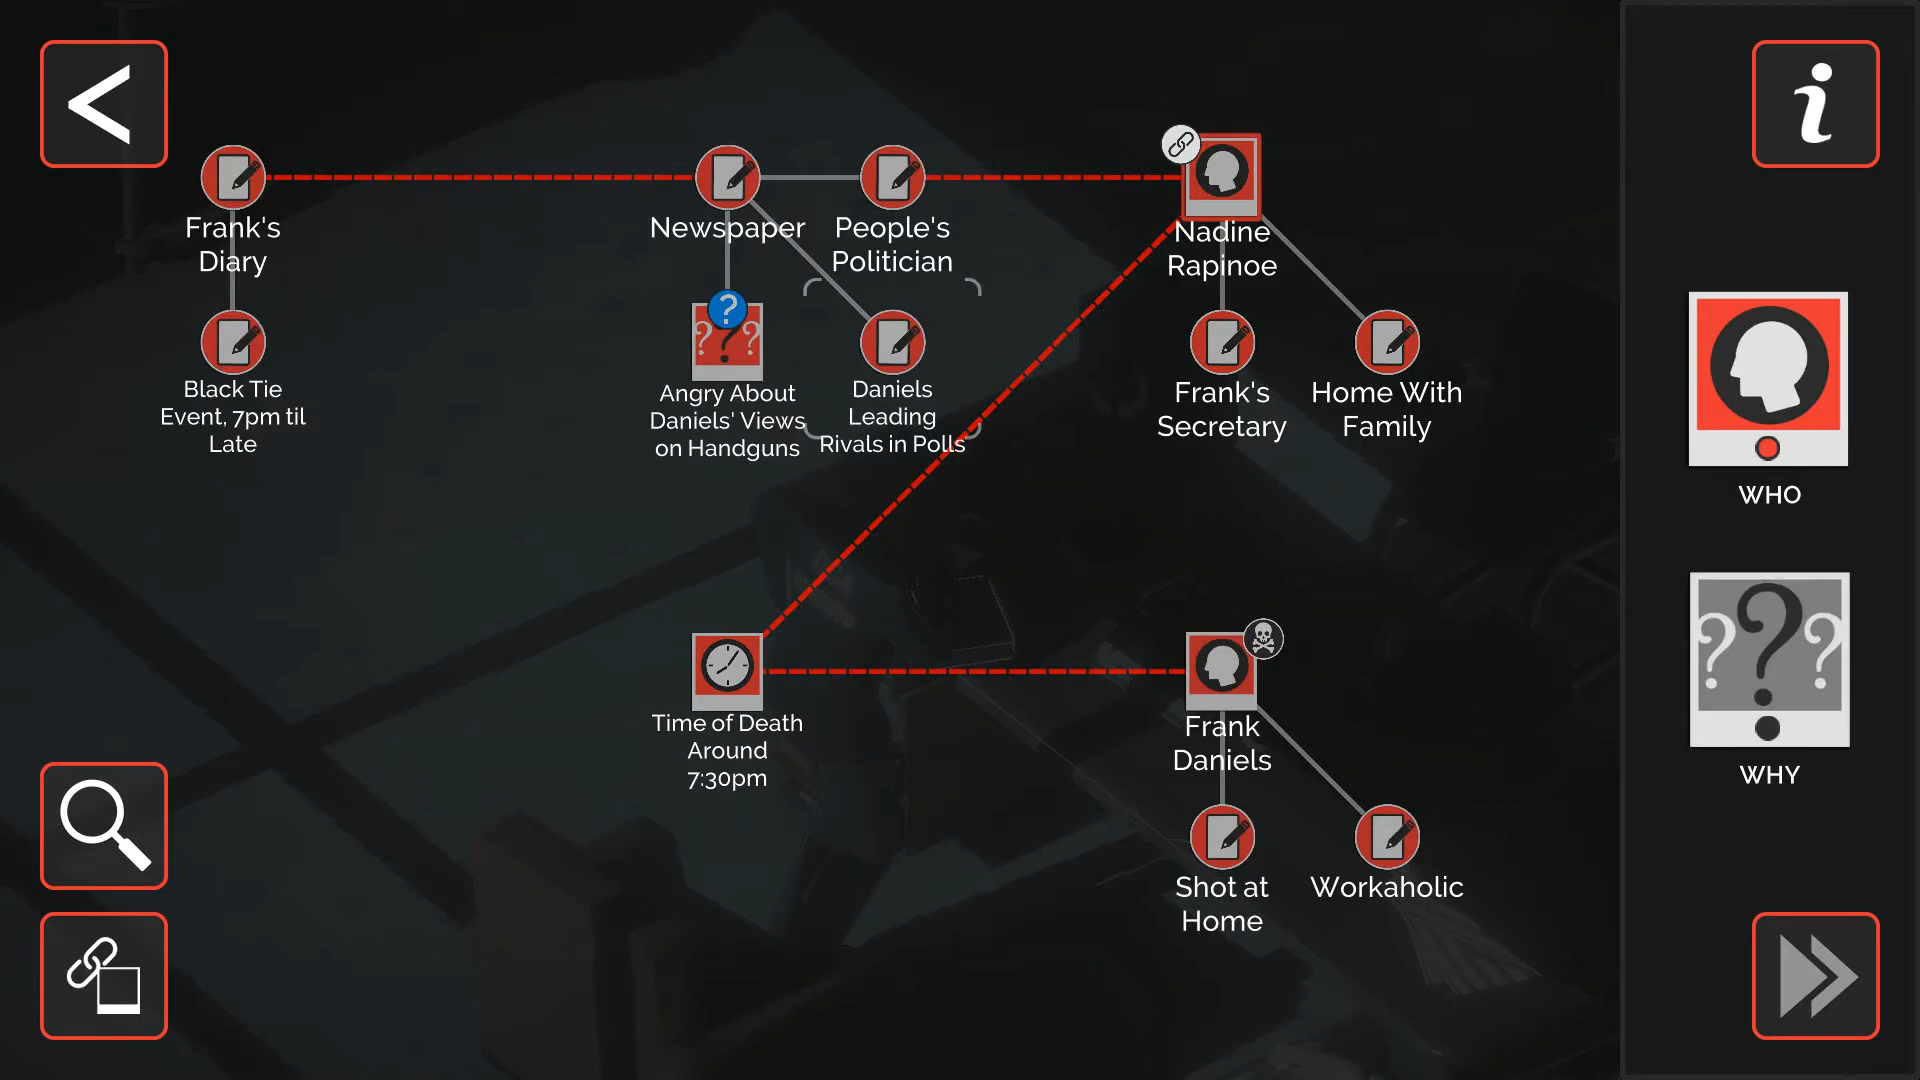 Frank's
Diary
Newspaper
People's
Politician
Nadine
Rapinoe
Black Tie
Event, 7pm til
Late
Angry About
Daniels' Views
on Handguns
Daniels
Leading
Rivals in Polls
Frank's
Secretary
Home With
Family
WHO
Time of Death
Around
7:30pm
Frank
Daniels
WHY
Shot at
Home
Workaholic